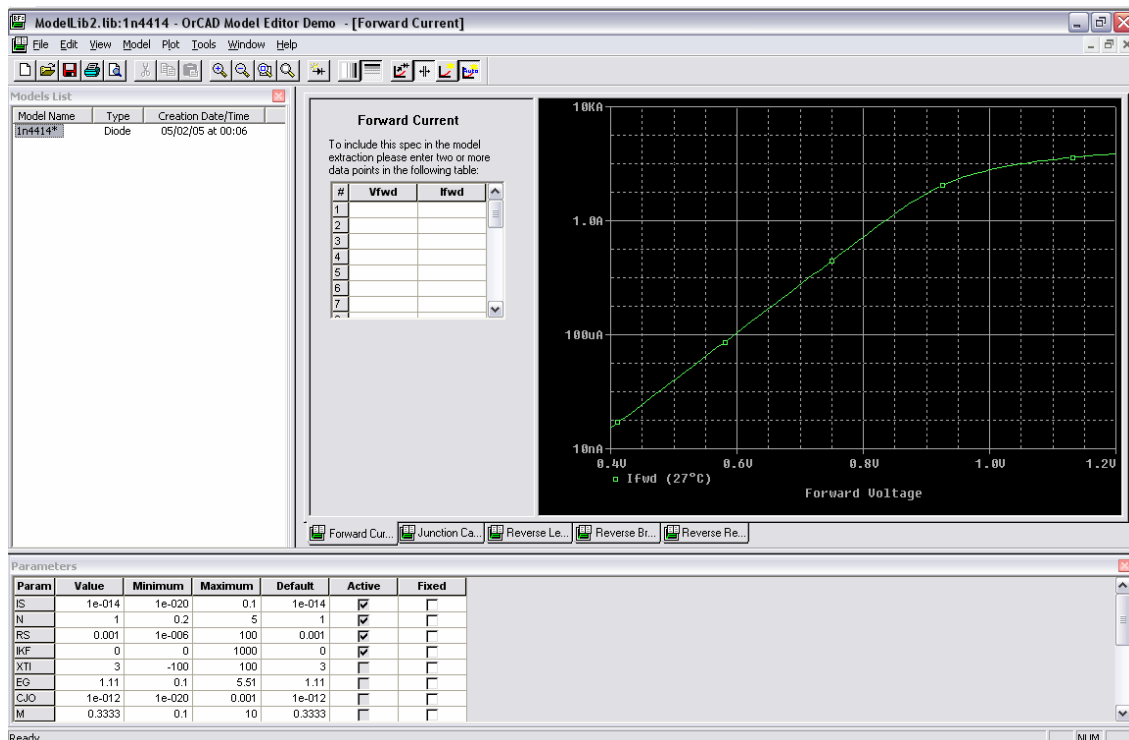 ModelLib2.lib:1n4414 - OrCAD Model Editor Demo - [Forward Current]
File Edit View Model Plot Tools Window Help
Models List
Model Name Type Creation Date/Time
1n4414* Diode 05/02/05 at 00:06
Forward Current
To include this spec in the model
extraction please enter two or more
data points in the following table:
# Vfwd Ifwd
1
2
3
4
5
6
7
10KA
1.0A
100uA
10nA
0.4V 0.6V 0.8V 1.0V 1.2V
Ifwd (27°C)
Forward Voltage
Forward Cur... Junction Ca... Reverse Le... Reverse Br... Reverse Re...
Parameters
Param Value Minimum Maximum Default Active Fixed
IS 1e-014 1e-020 0.1 1e-014
N 1 0.2 5 1
RS 0.001 1e-006 100 0.001
IKF 0 0 1000 0
XTI 3 -100 100 3
EG 1.11 0.1 5.51 1.11
CJO 1e-012 1e-020 0.001 1e-012
M 0.3333 0.1 10 0.3333
Ready NUM